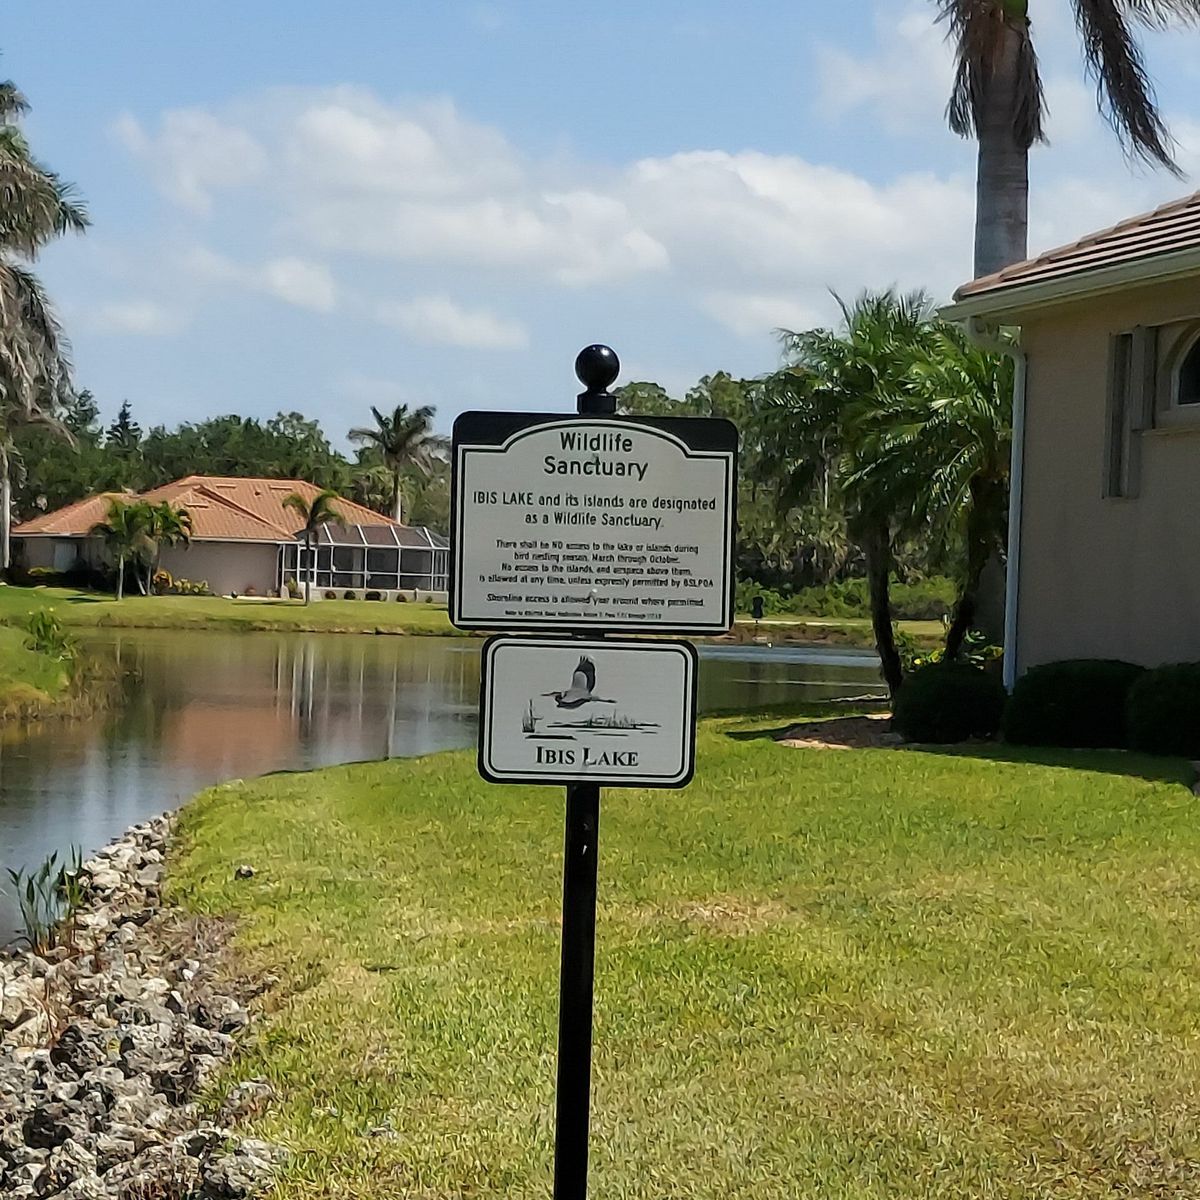 Wildlife
Sanctuary
IBIS LAKE and its islands are designated
as a Wildlife Sanctuary.
There shall be NO access to the lake or islands during
bird nesting season, March through October.
No access to the islands, and airspace above them,
is allowed at any time, unless expressly permitted by BSLPOA
Shoreline access is allowed year around where permitted.
IBIS LAKE